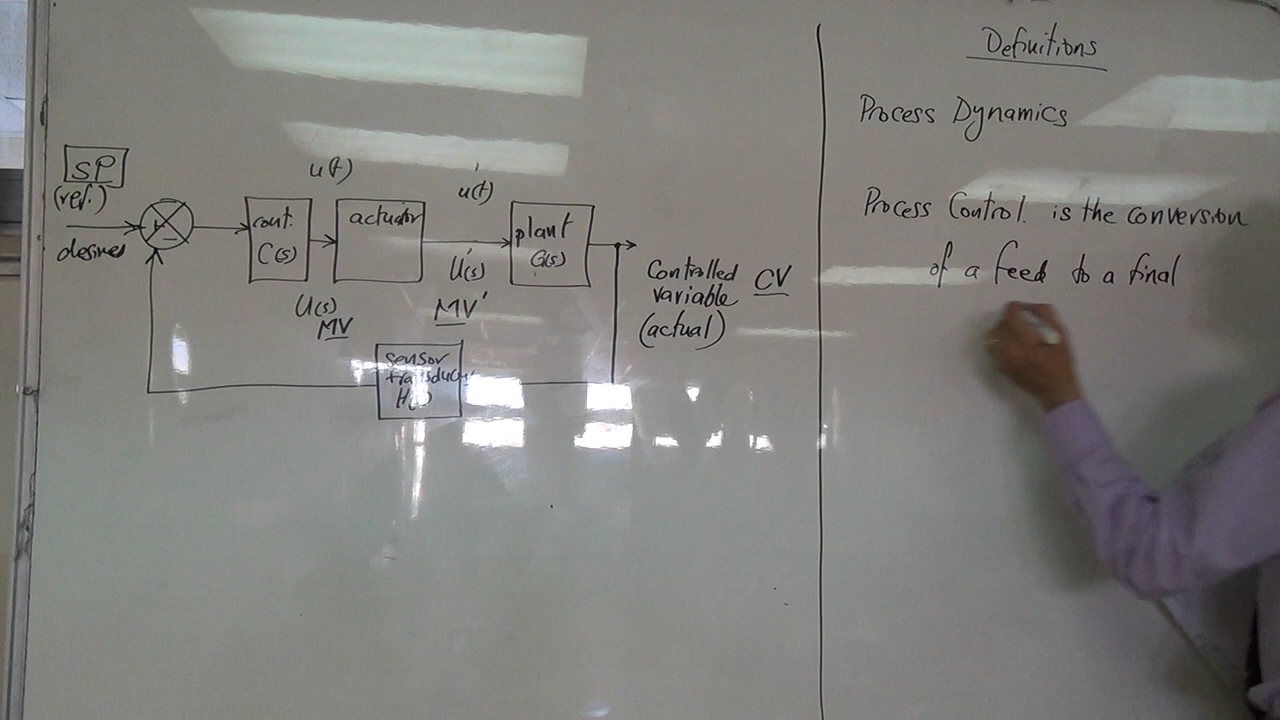 SP
(ref.)
desired
+
-
cont.
C(s)
u(t)
U(s)
MV
actuator
u'(t)
U'(s)
MV'
plant
G(s)
Controlled
variable CV
(actual)
sensor
H(s)
Definitions
Process Dynamics
Process Control. is the conversion
of a feed to a final